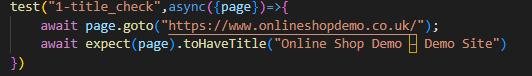 test("1-title_check",async({page})=>{
    await page.goto("https://www.onlineshopdemo.co.uk/");
    await expect(page).toHaveTitle("Online Shop Demo – Demo Site")
})